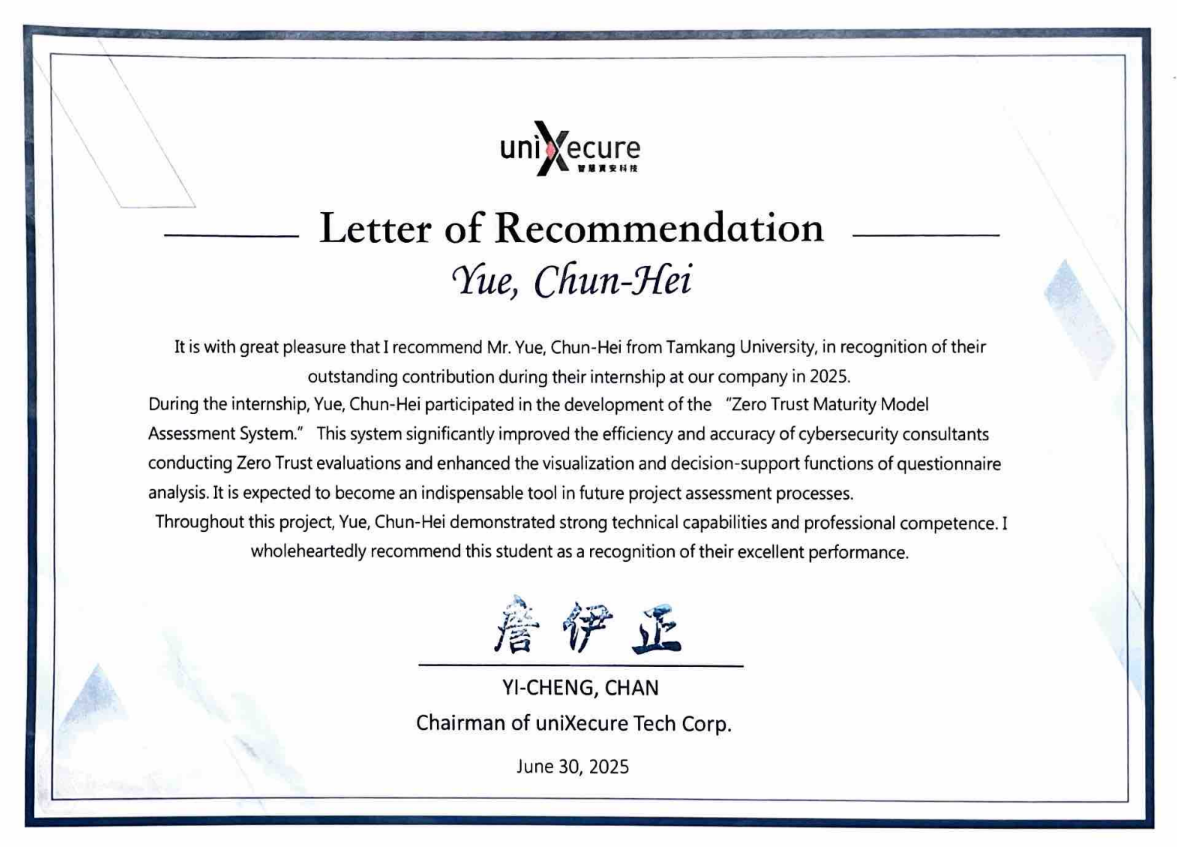 uniXecure
智慧資安科技
Letter of Recommendation
Yue, Chun-Hei
It is with great pleasure that I recommend Mr. Yue, Chun-Hei from Tamkang University, in recognition of their
outstanding contribution during their internship at our company in 2025.
During the internship, Yue, Chun-Hei participated in the development of the “Zero Trust Maturity Model
Assessment System.” This system significantly improved the efficiency and accuracy of cybersecurity consultants
conducting Zero Trust evaluations and enhanced the visualization and decision-support functions of questionnaire
analysis. It is expected to become an indispensable tool in future project assessment processes.
Throughout this project, Yue, Chun-Hei demonstrated strong technical capabilities and professional competence. I
wholeheartedly recommend this student as a recognition of their excellent performance.
詹伊正
YI-CHENG, CHAN
Chairman of uniXecure Tech Corp.
June 30, 2025